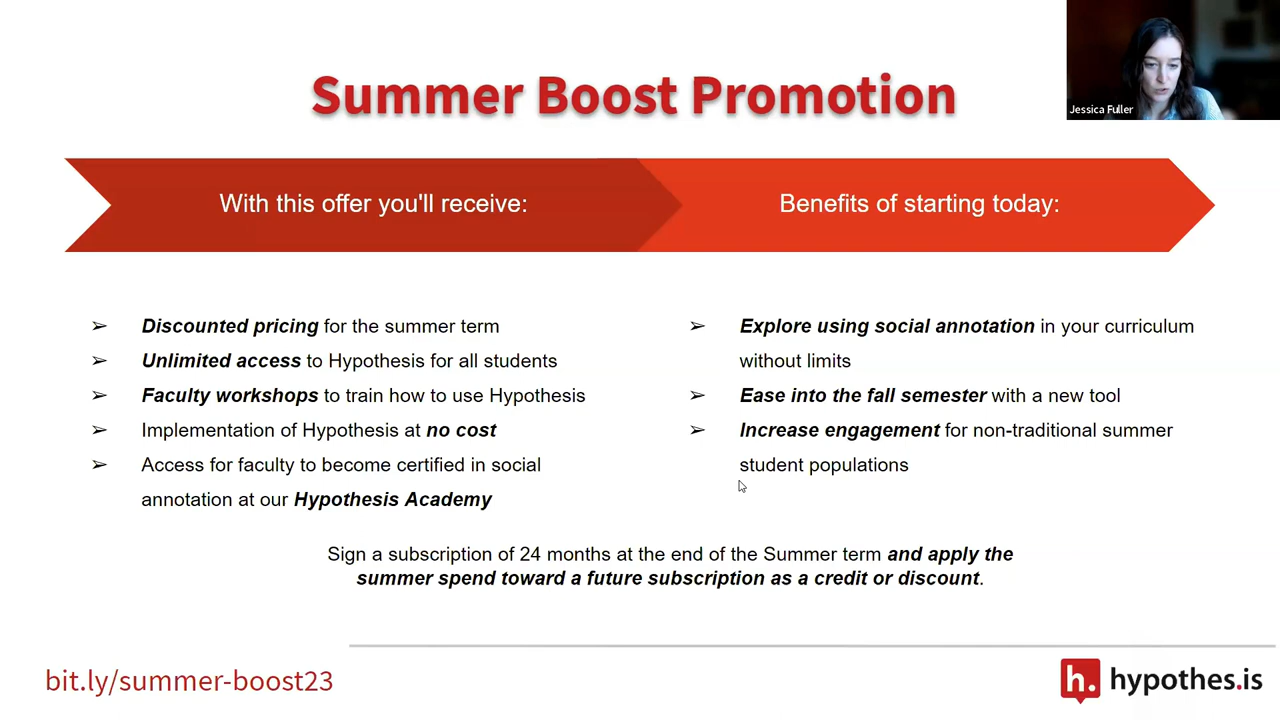 Summer Boost Promotion
Jessica Fuller
With this offer you'll receive:
Benefits of starting today:
➢ Discounted pricing for the summer term
➢ Unlimited access to Hypothesis for all students
➢ Faculty workshops to train how to use Hypothesis
➢ Implementation of Hypothesis at no cost
➢ Access for faculty to become certified in social
annotation at our Hypothesis Academy
➢ Explore using social annotation in your curriculum
without limits
➢ Ease into the fall semester with a new tool
➢ Increase engagement for non-traditional summer
student populations
Sign a subscription of 24 months at the end of the Summer term and apply the
summer spend toward a future subscription as a credit or discount.
bit.ly/summer-boost23
h. hypothes.is